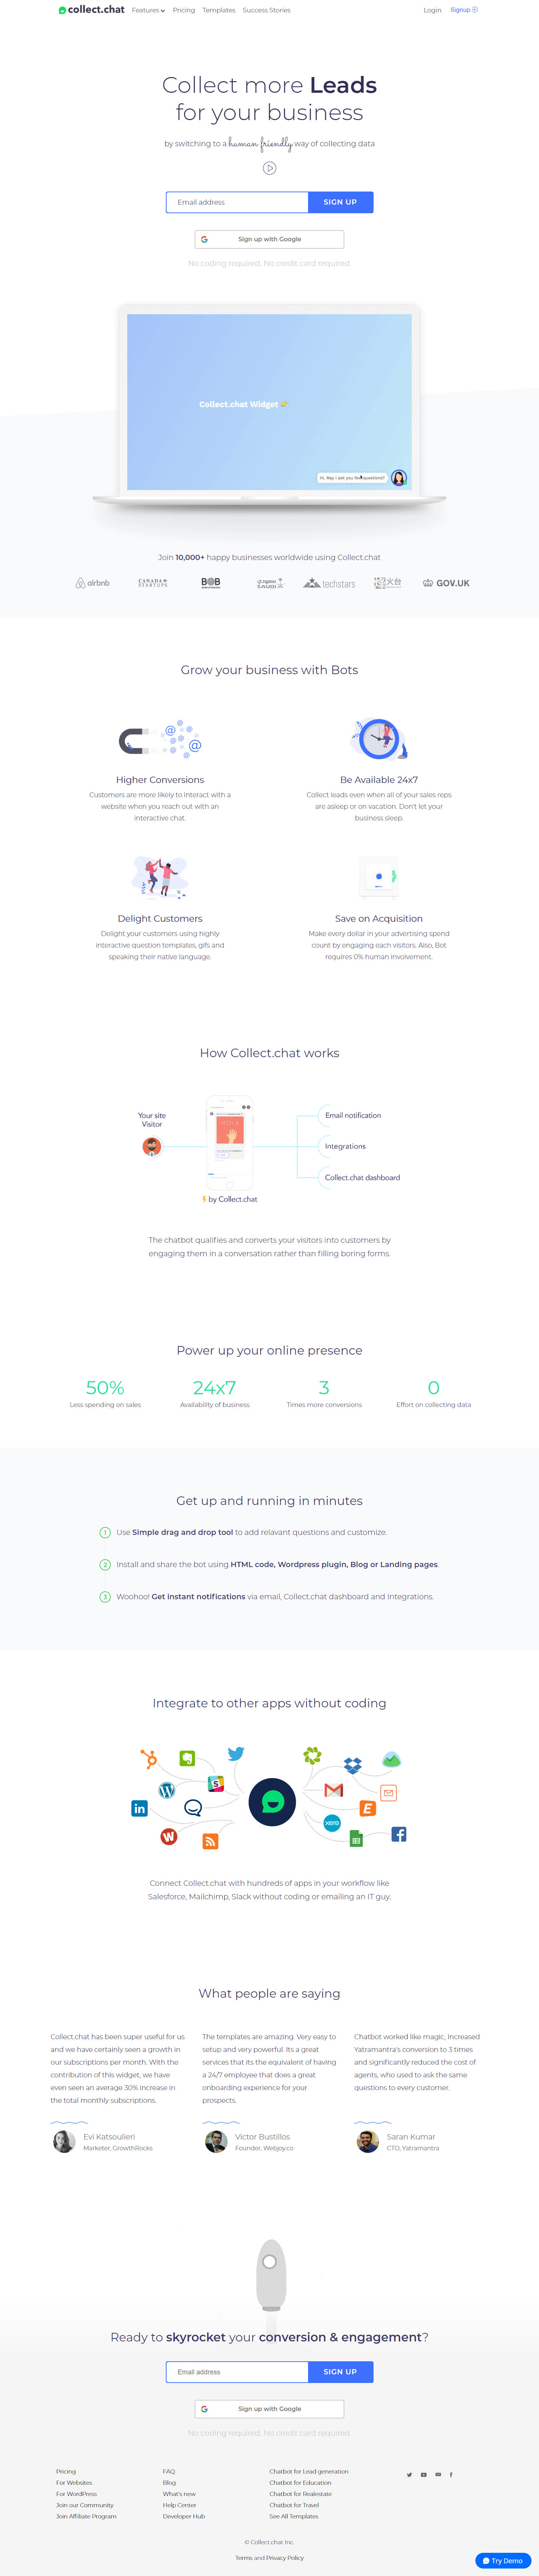 collect.chat Features Pricing Templates Success Stories Login Signup
Collect more Leads
for your business
by switching to a human friendly way of collecting data
Email address SIGN UP
Sign up with Google
No coding required. No credit card required.
Collect.chat Widget
Hi, May I ask you few questions?
Join 10,000+ happy businesses worldwide using Collect.chat
airbnb CANADA STARTUPS BOB SAUDI techstars GOV.UK
Grow your business with Bots
Higher Conversions
Customers are more likely to interact with a
website when you reach out with an
interactive chat.
Be Available 24x7
Collect leads even when all of your sales reps
are asleep or on vacation. Don't let your
business sleep.
Delight Customers
Delight your customers using highly
interactive question templates, gifs and
speaking their native language.
Save on Acquisition
Make every dollar in your advertising spend
count by engaging each visitors. Also, Bot
requires 0% human involvement.
How Collect.chat works
Your site
Visitor
by Collect.chat
Email notification
Integrations
Collect.chat dashboard
The chatbot qualifies and converts your visitors into customers by
engaging them in a conversation rather than filling boring forms.
Power up your online presence
50% 24x7 3 0
Less spending on sales Availability of business Times more conversions Effort on collecting data
Get up and running in minutes
1 Use Simple drag and drop tool to add relavant questions and customize.
2 Install and share the bot using HTML code, Wordpress plugin, Blog or Landing pages.
3 Woohoo! Get instant notifications via email, Collect.chat dashboard and Integrations.
Integrate to other apps without coding
xero
Connect Collect.chat with hundreds of apps in your workflow like
Salesforce, Mailchimp, Slack without coding or emailing an IT guy.
What people are saying
Collect.chat has been super useful for us
and we have certainly seen a growth in
our subscriptions per month. With the
contribution of this widget, we have
even seen an average 30% increase in
the total monthly subscriptions.
Evi Katsoulieri
Marketer, GrowthRocks
The templates are amazing. Very easy to
setup and very powerful. Its a great
services that its the equivalent of having
a 24/7 employee that does a great
onboarding experience for your
prospects.
Victor Bustillos
Founder, Webjoy.co
Chatbot worked like magic, Increased
Yatramantra's conversion to 3 times
and significantly reduced the cost of
agents, who used to ask the same
questions to every customer.
Saran Kumar
CTO, Yatramantra
Ready to skyrocket your conversion & engagement?
Email address SIGN UP
Sign up with Google
No coding required. No credit card required.
Pricing
For Websites
For WordPress
Join our Community
Join Affiliate Program
FAQ
Blog
What's new
Help Center
Developer Hub
Chatbot for Lead generation
Chatbot for Education
Chatbot for Realestate
Chatbot for Travel
See All Templates
© Collect.chat Inc.
Terms and Privacy Policy
Try Demo